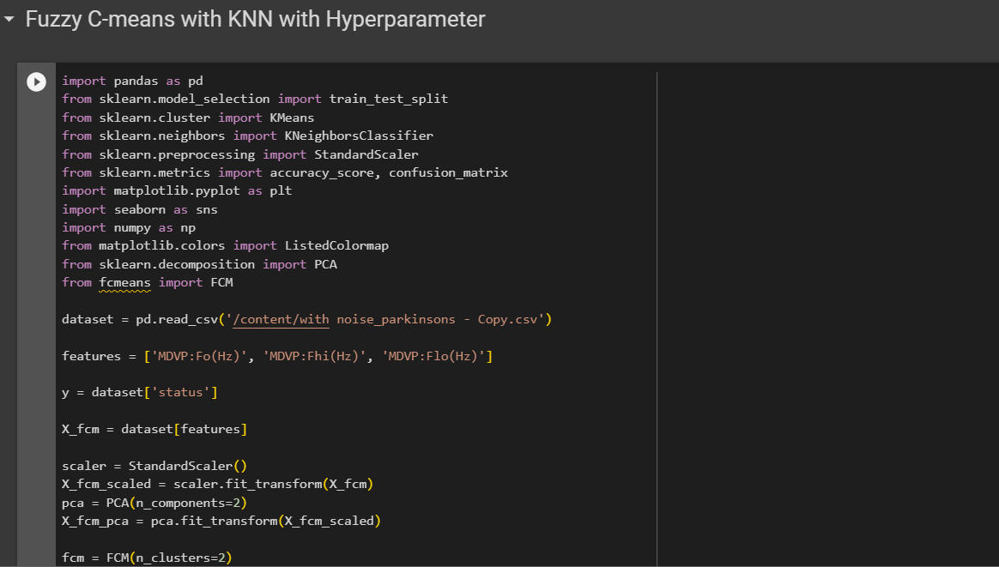 Fuzzy C-means with KNN with Hyperparameter
import pandas as pd
from sklearn.model_selection import train_test_split
from sklearn.cluster import KMeans
from sklearn.neighbors import KNeighborsClassifier
from sklearn.preprocessing import StandardScaler
from sklearn.metrics import accuracy_score, confusion_matrix
import matplotlib.pyplot as plt
import seaborn as sns
import numpy as np
from matplotlib.colors import ListedColormap
from sklearn.decomposition import PCA
from fcmeans import FCM
dataset = pd.read_csv('/content/with noise_parkinsons - Copy.csv')
features = ['MDVP:Fo(Hz)', 'MDVP:Fhi(Hz)', 'MDVP:Flo(Hz)']
y = dataset['status']
X_fcm = dataset[features]
scaler = StandardScaler()
X_fcm_scaled = scaler.fit_transform(X_fcm)
pca = PCA(n_components=2)
X_fcm_pca = pca.fit_transform(X_fcm_scaled)
fcm = FCM(n_clusters=2)